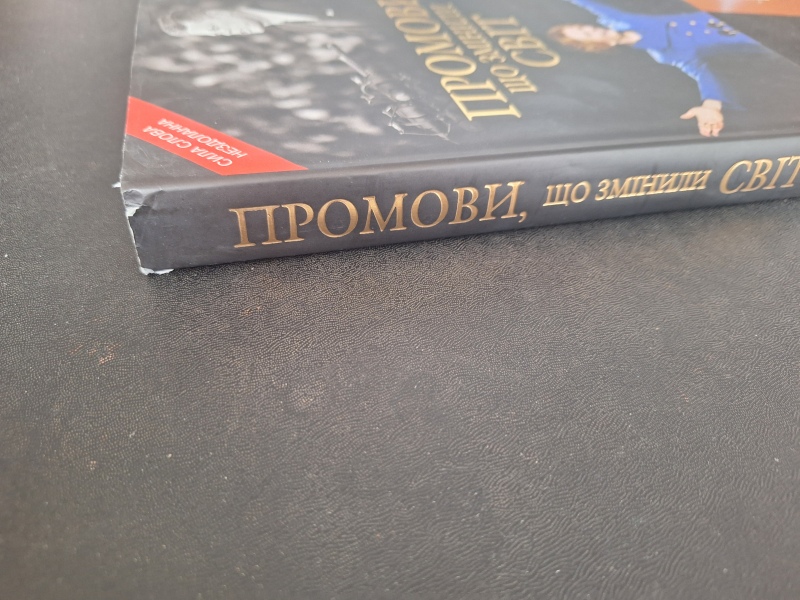 ПРОМОВИ, ЩО ЗМІНИЛИ СВІТ
ПРОМОВИ
ЩО ЗМІНИЛИ
СВІТ
СИЛА СЛОВА
НЕЗДОЛАННА